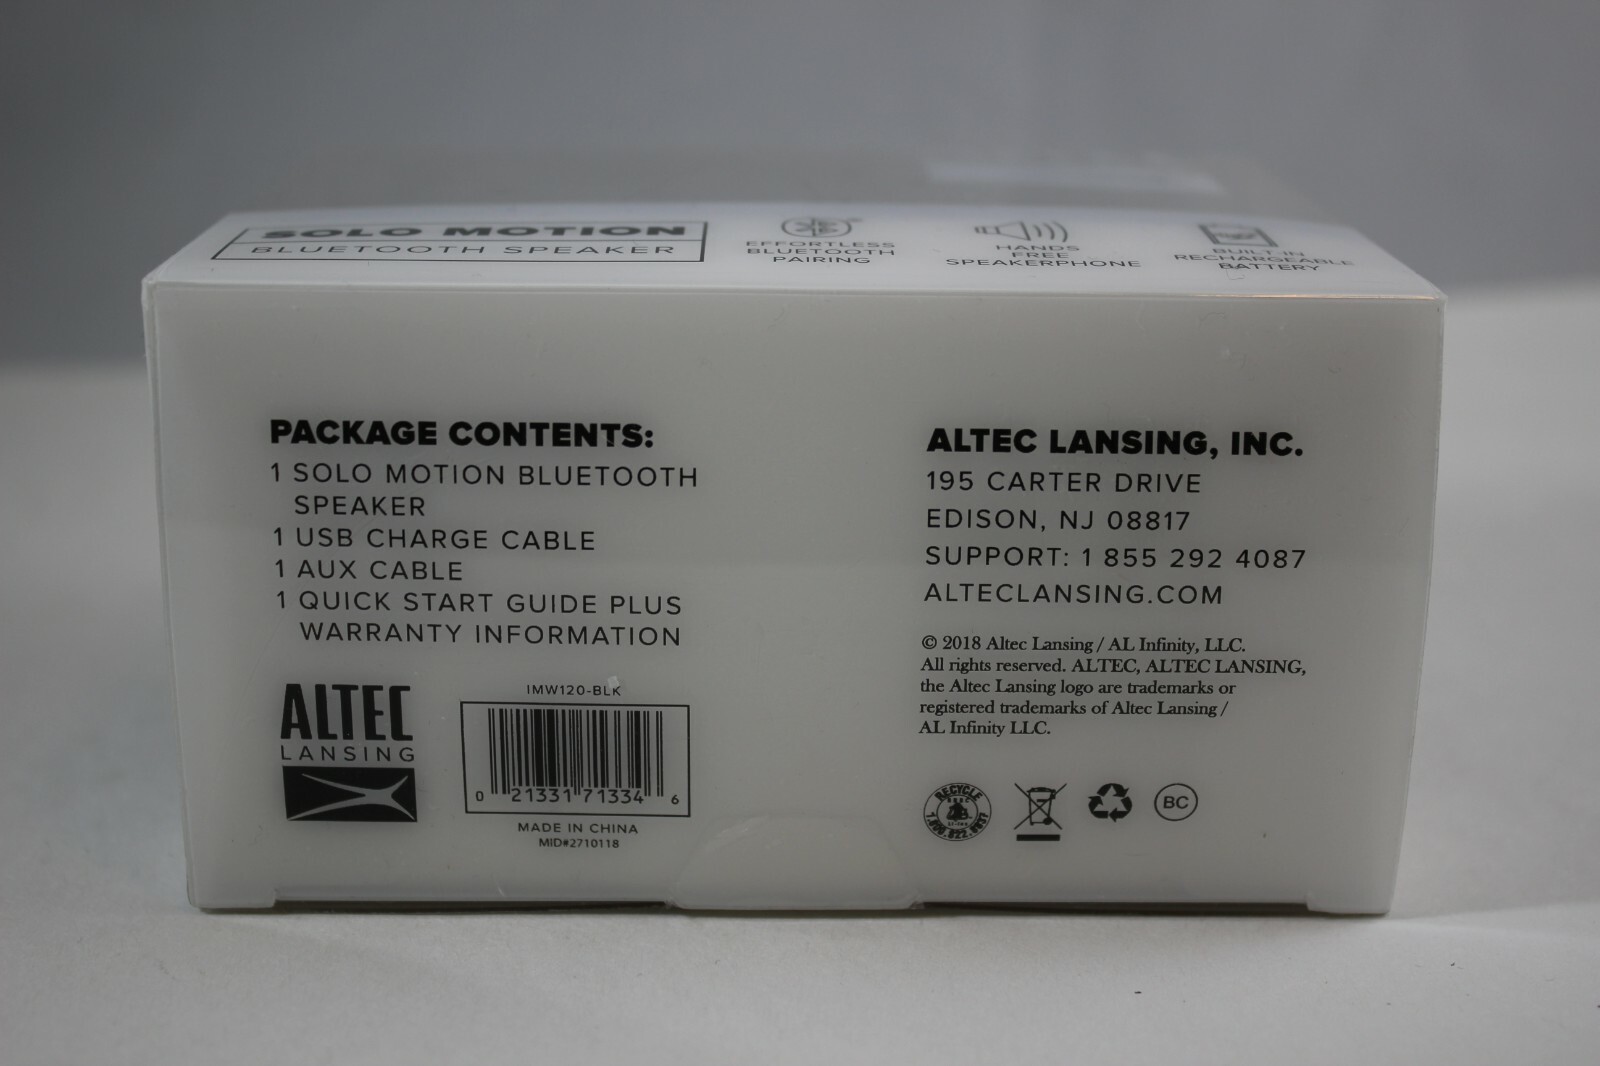 SOLO MOTION
BLUETOOTH SPEAKER
EFFORTLESS
BLUETOOTH
PAIRING
HANDS
FREE
SPEAKERPHONE
BUILT IN
RECHARGEABLE
BATTERY
PACKAGE CONTENTS:
1 SOLO MOTION BLUETOOTH
SPEAKER
1 USB CHARGE CABLE
1 AUX CABLE
1 QUICK START GUIDE PLUS
WARRANTY INFORMATION
ALTEC
LANSING
IMW120-BLK
0 21331 71334 6
MADE IN CHINA
MID#2710118
ALTEC LANSING, INC.
195 CARTER DRIVE
EDISON, NJ 08817
SUPPORT: 1 855 292 4087
ALTECLANSING.COM
© 2018 Altec Lansing / AL Infinity, LLC.
All rights reserved. ALTEC, ALTEC LANSING,
the Altec Lansing logo are trademarks or
registered trademarks of Altec Lansing /
AL Infinity LLC.
RECYCLE
1.800.822.8837
BC